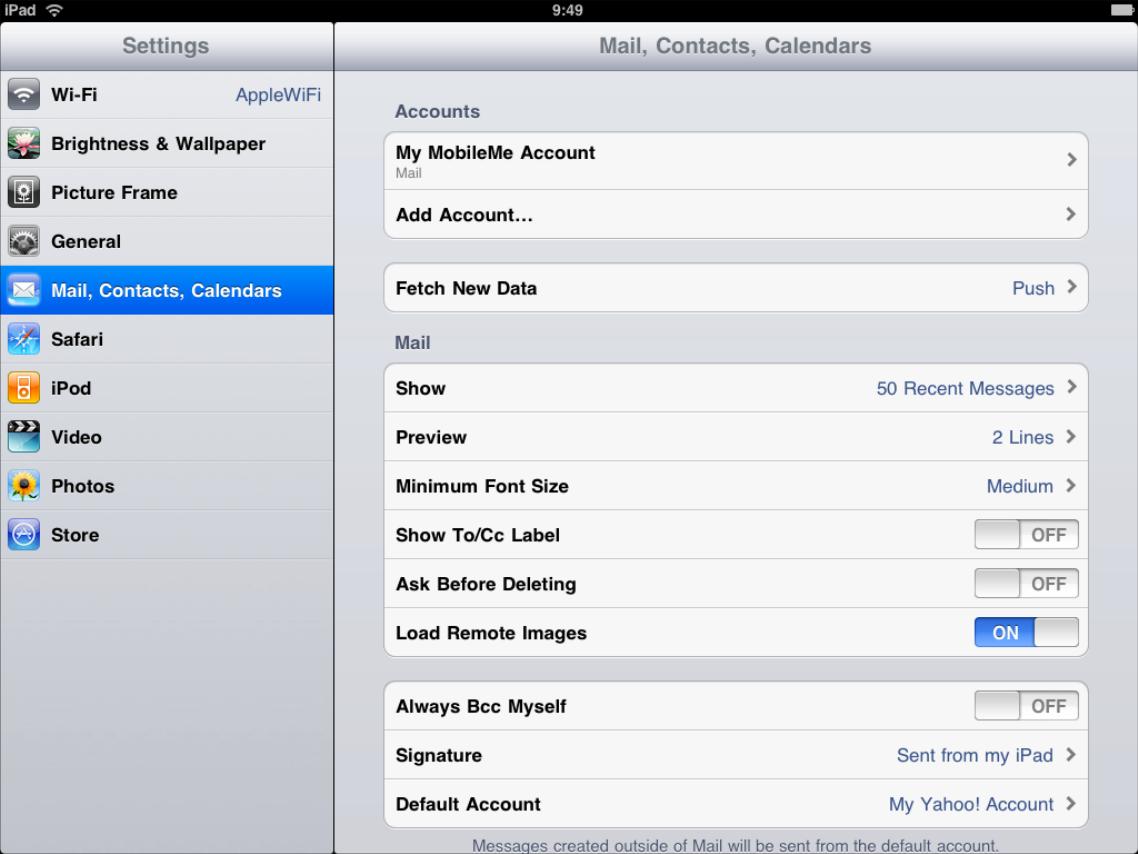 iPad 9:49
Settings
Mail, Contacts, Calendars
Wi-Fi AppleWiFi
Brightness & Wallpaper
Picture Frame
General
Mail, Contacts, Calendars
Safari
iPod
Video
Photos
Store
Accounts
My MobileMe Account
Mail
Add Account...
Fetch New Data Push
Mail
Show 50 Recent Messages
Preview 2 Lines
Minimum Font Size Medium
Show To/Cc Label OFF
Ask Before Deleting OFF
Load Remote Images ON
Always Bcc Myself OFF
Signature Sent from my iPad
Default Account My Yahoo! Account
Messages created outside of Mail will be sent from the default account.